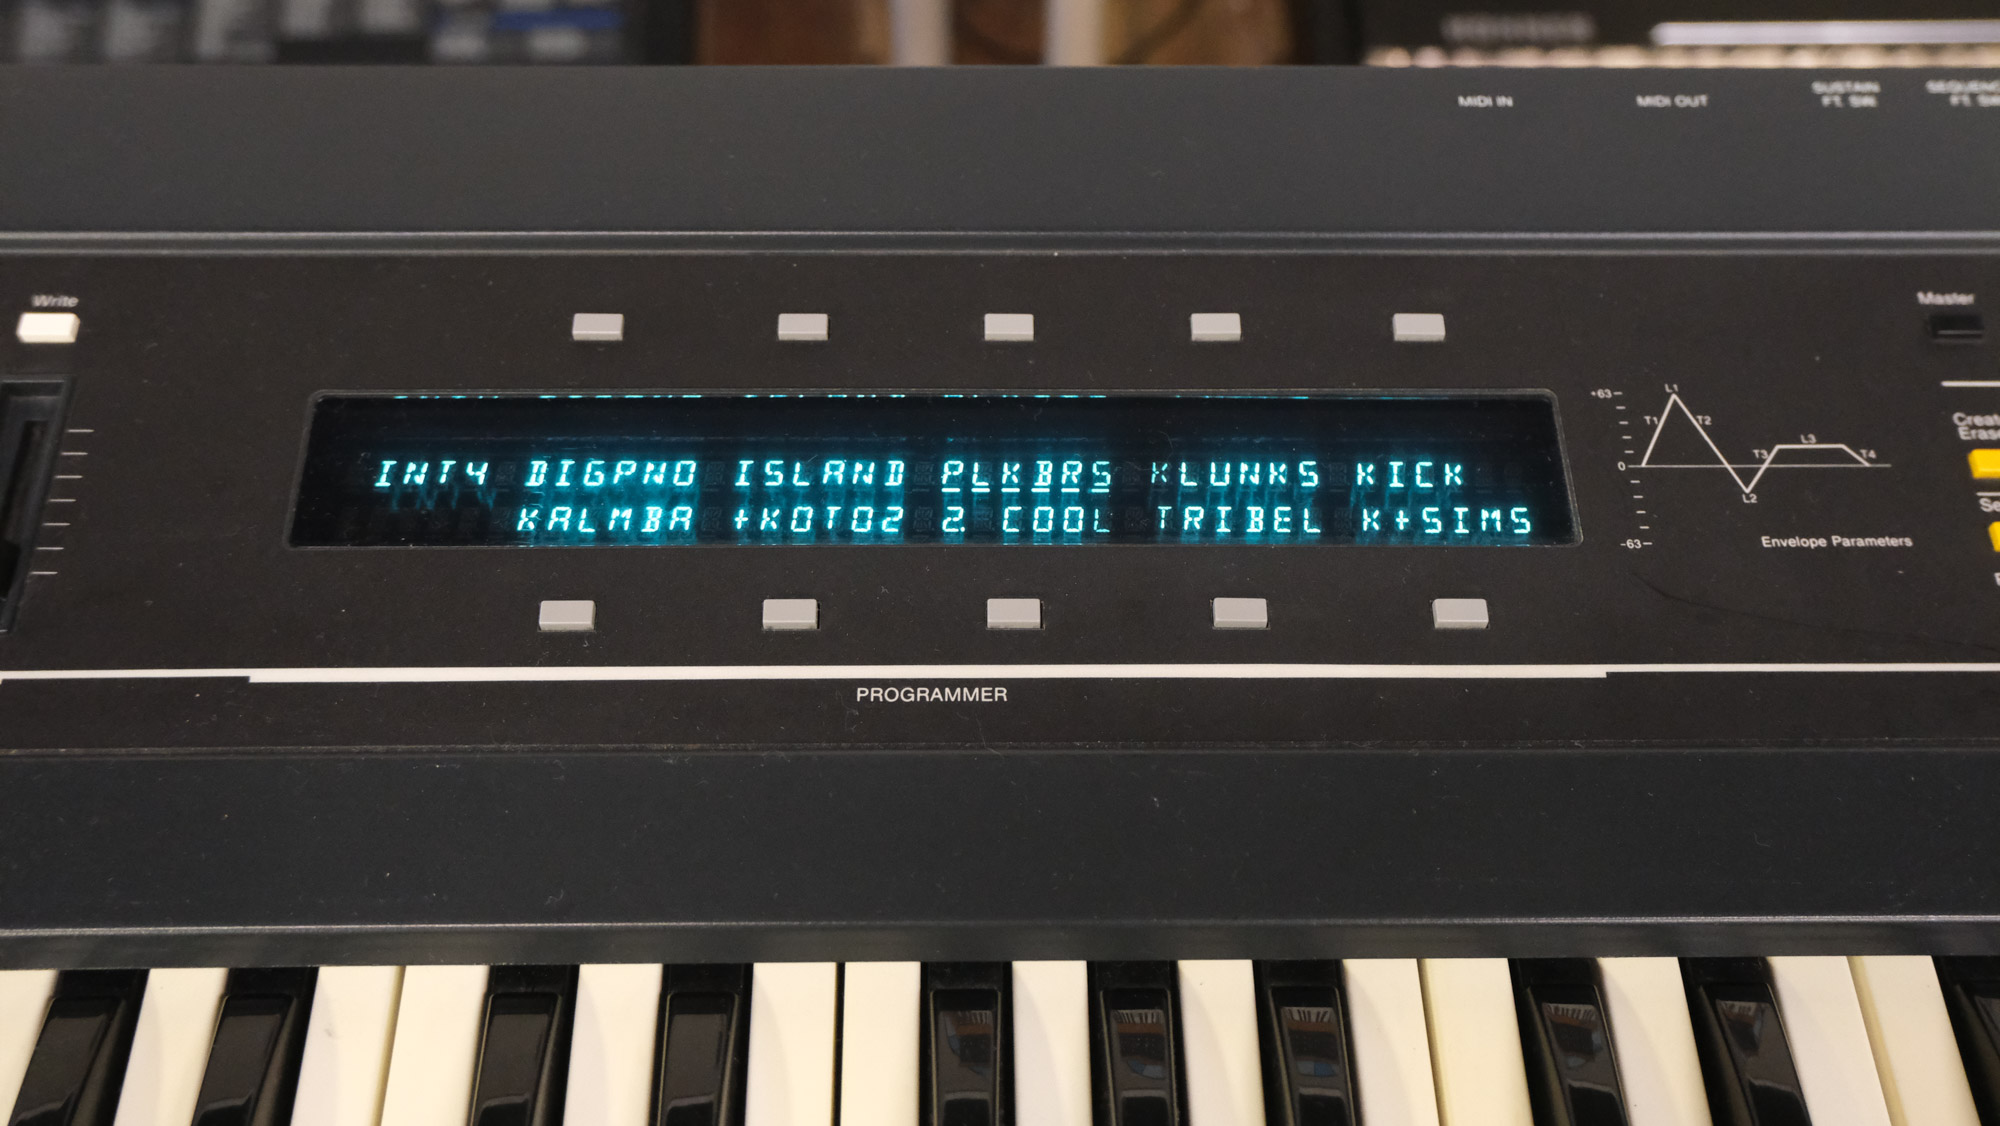 MIDI IN
MIDI OUT
SUSTAIN
FT. SW
Write
Master
INT4 DIGPNO ISLAND PLKBRS KLUNKS KICK
KALMBA +KOTO2 2. COOL TRIBEL K+SIMS
+63
L1
T1
T2
L3
T3
T4
0
L2
-63
Envelope Parameters
PROGRAMMER